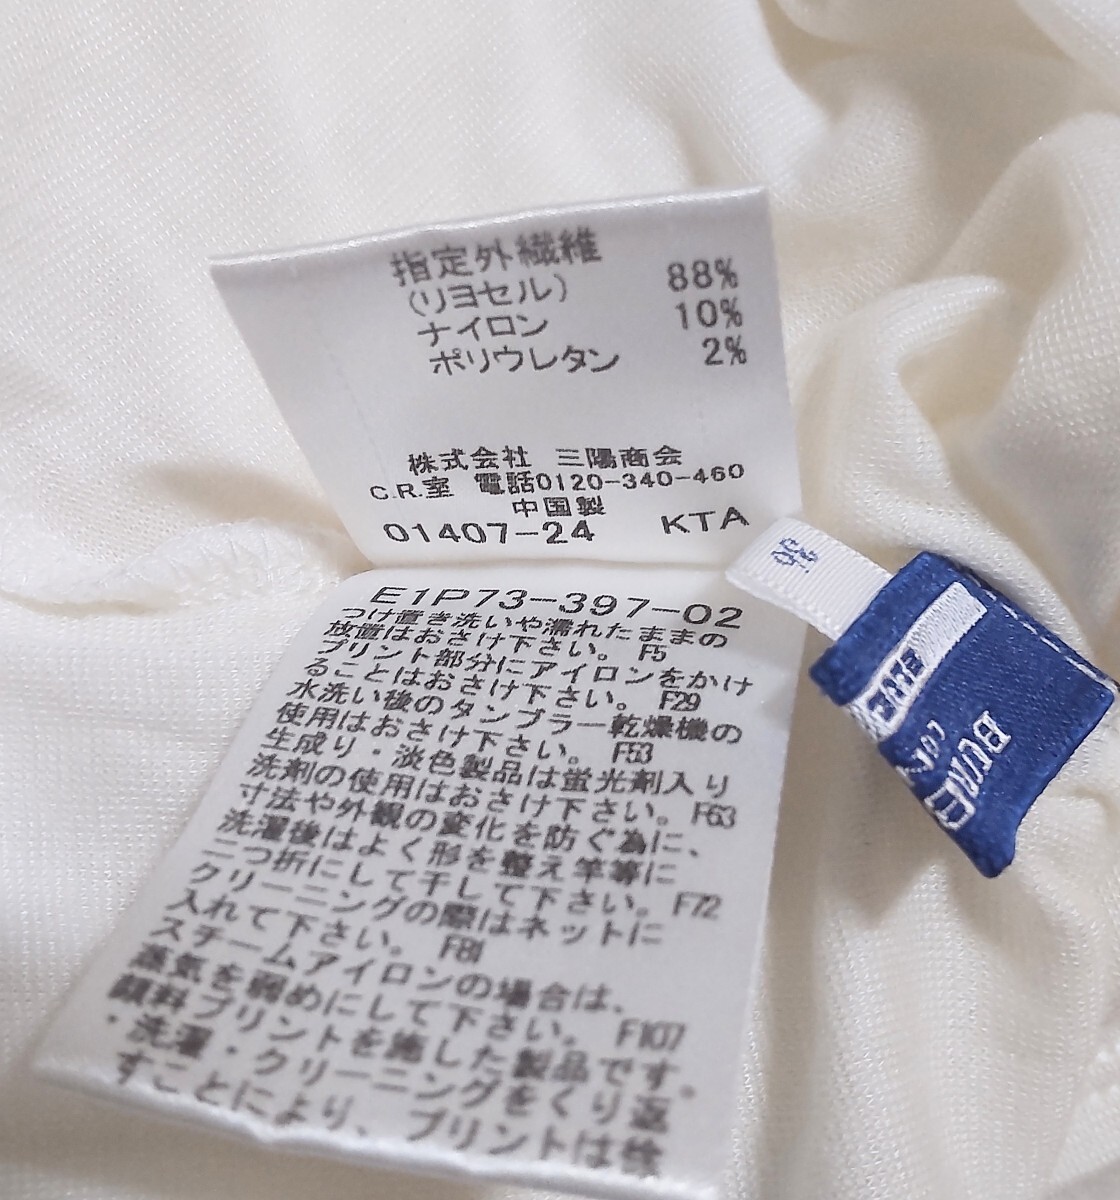 指定外繊維 88%
(リヨセル)
ナイロン 10%
ポリウレタン 2%
株式会社 三陽商会
C.R.室 電話0120-340-460
中国製
01407-24 KTA
E1P73-397-02
つけ置き洗いや濡れたままの
放置はおさけ下さい。 F5
プリント部分にアイロンをかけ
ることはおさけ下さい。 F29
水洗い後のタンブラー乾燥機の
使用はおさけ下さい。 F53
生成り・淡色製品は蛍光剤入り
洗剤の使用はおさけ下さい。 F63
寸法や外観の変化を防ぐ為に、
洗濯後はよく形を整え竿等に
二つ折にして干して下さい。 F72
クリーニングの際はネットに
入れて下さい。 F81
スチームアイロンの場合は、
蒸気を弱めにして下さい。 F107
顔料プリントを施した製品です。
・洗濯・クリーニングをくり返
すことにより、プリントは徐